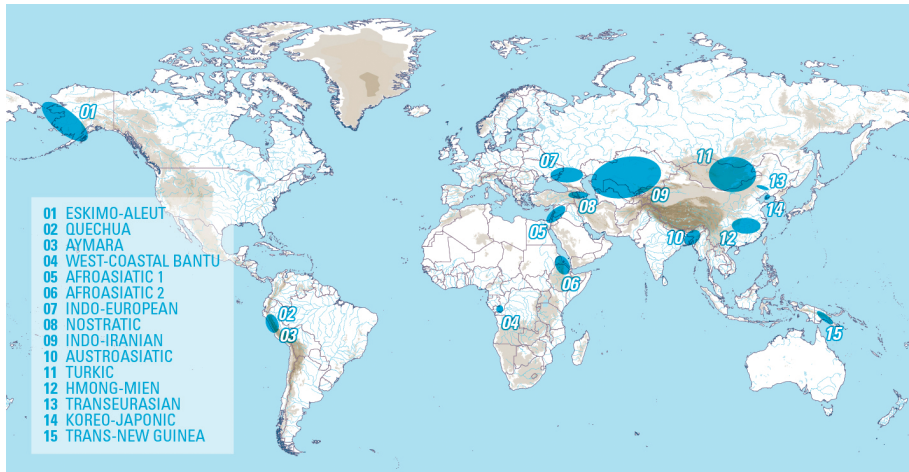 01
07
11
13
08
09
14
05
10
12
06
02
04
03
15
01 ESKIMO-ALEUT
02 QUECHUA
03 AYMARA
04 WEST-COASTAL BANTU
05 AFROASIATIC 1
06 AFROASIATIC 2
07 INDO-EUROPEAN
08 NOSTRATIC
09 INDO-IRANIAN
10 AUSTROASIATIC
11 TURKIC
12 HMONG-MIEN
13 TRANSEURASIAN
14 KOREO-JAPONIC
15 TRANS-NEW GUINEA